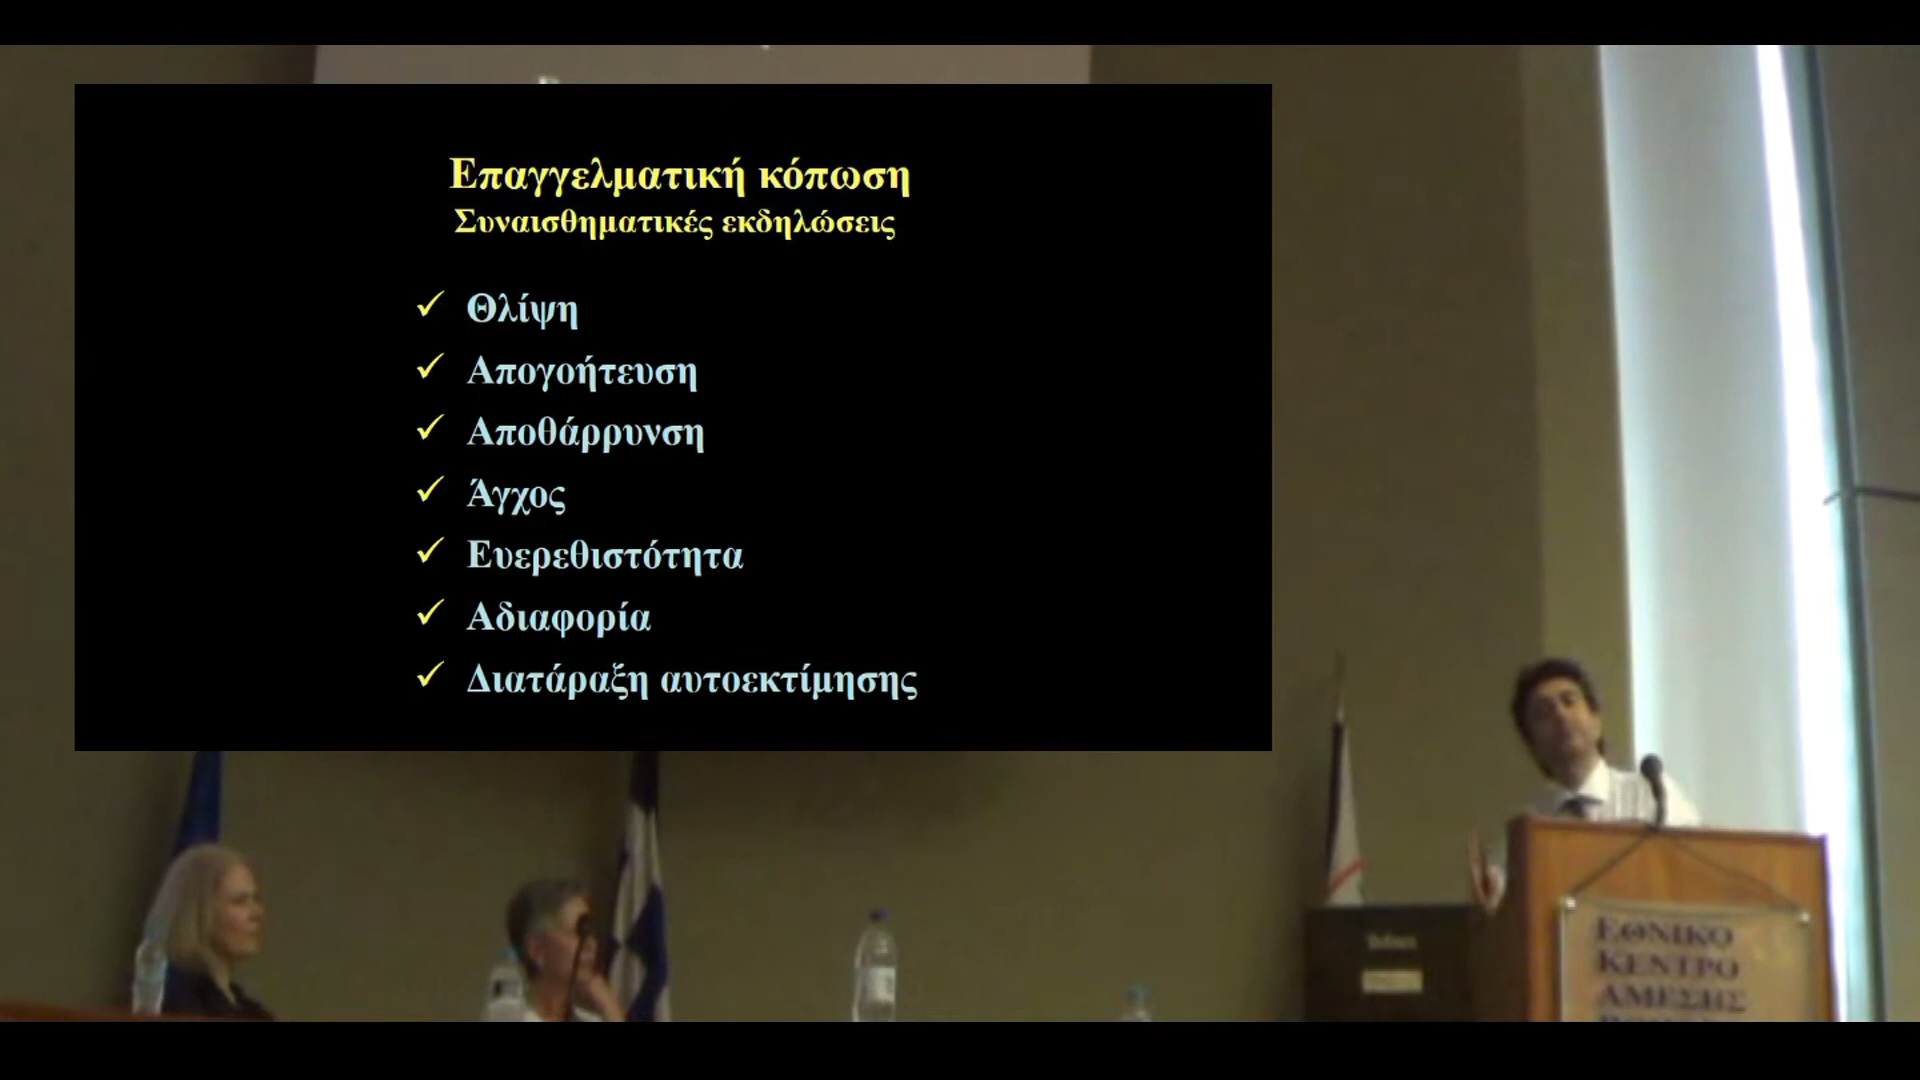 Επαγγελματική κόπωση
Συναισθηματικές εκδηλώσεις
Θλίψη
Απογοήτευση
Αποθάρρυνση
Άγχος
Ευερεθιστότητα
Αδιαφορία
Διατάραξη αυτοεκτίμησης
ΕΘΝΙΚΟ
ΚΕΝΤΡΟ
ΑΜΕΣΗΣ